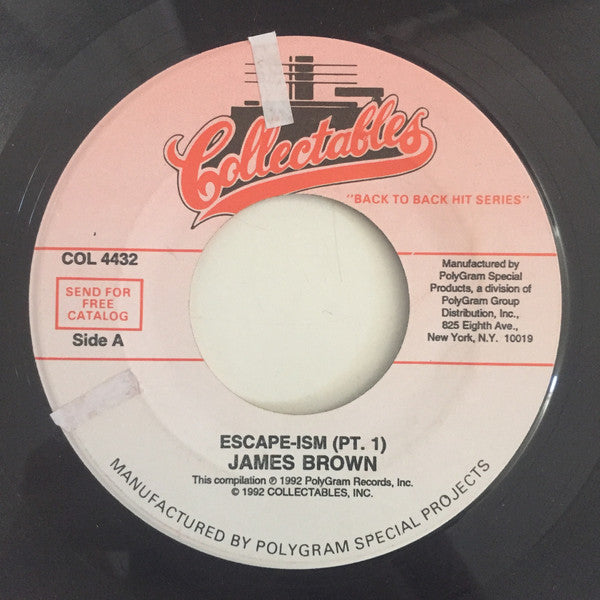 Collectables
"BACK TO BACK HIT SERIES"
COL 4432
SEND FOR
FREE
CATALOG
Side A
Manufactured by
PolyGram Special
Products, a division of
PolyGram Group
Distribution, Inc.,
825 Eighth Ave.,
New York, N.Y. 10019
ESCAPE-ISM (PT. 1)
JAMES BROWN
This compilation ℗ 1992 PolyGram Records, Inc.
© 1992 COLLECTABLES, INC.
MANUFACTURED BY POLYGRAM SPECIAL PROJECTS